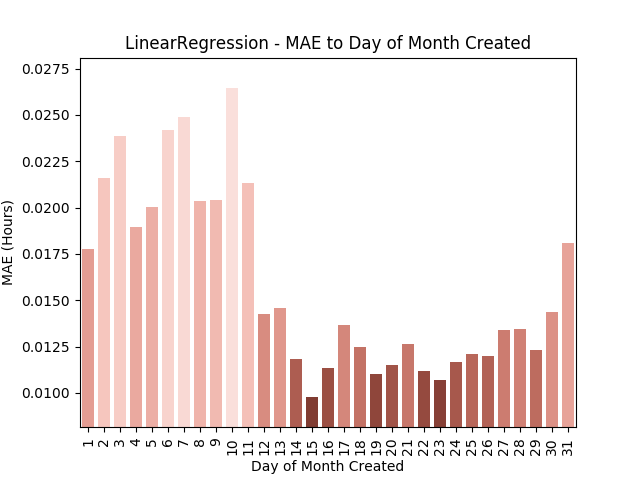 LinearRegression - MAE to Day of Month Created
0.0275
0.0250
0.0225
0.0200
0.0175
0.0150
0.0125
0.0100
MAE (Hours)
1 2 3 4 5 6 7 8 9 10 11 12 13 14 15 16 17 18 19 20 21 22 23 24 25 26 27 28 29 30 31
Day of Month Created